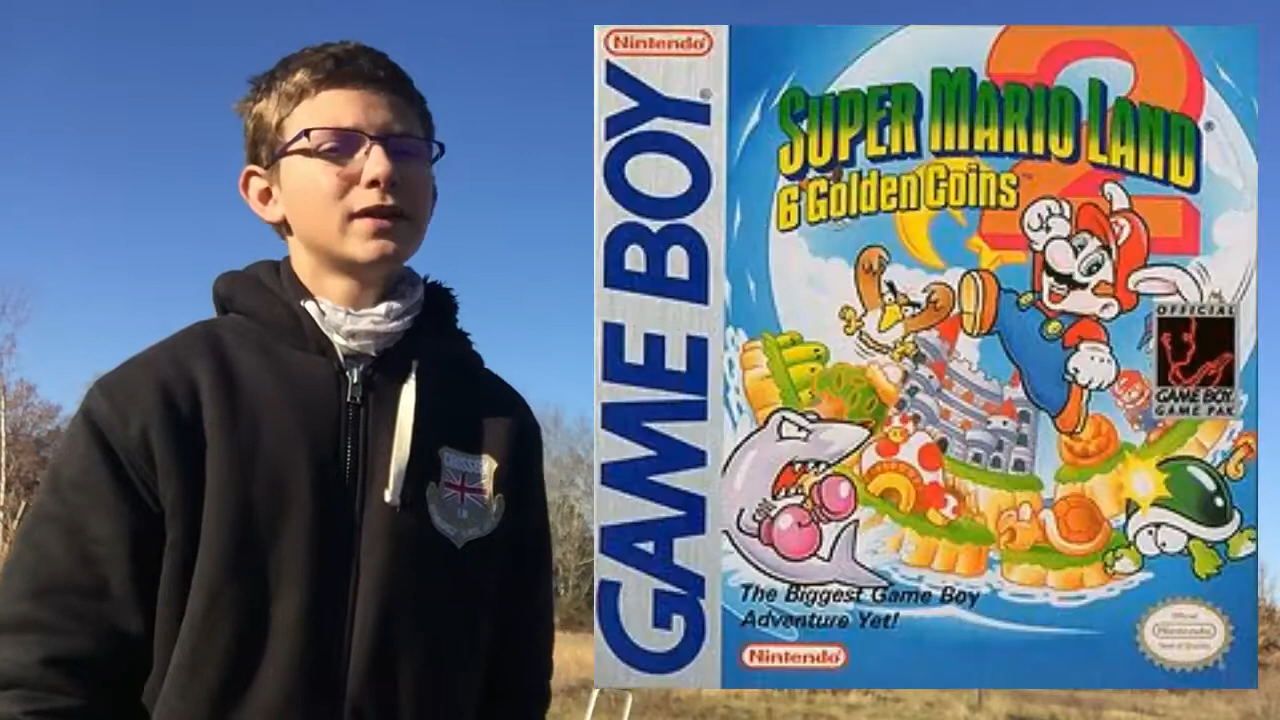 Nintendo
GAME BOY
SUPER MARIO LAND
2
6 Golden Coins
OFFICIAL
GAME BOY
GAME PAK
The Biggest Game Boy
Adventure Yet!
Nintendo
Nintendo